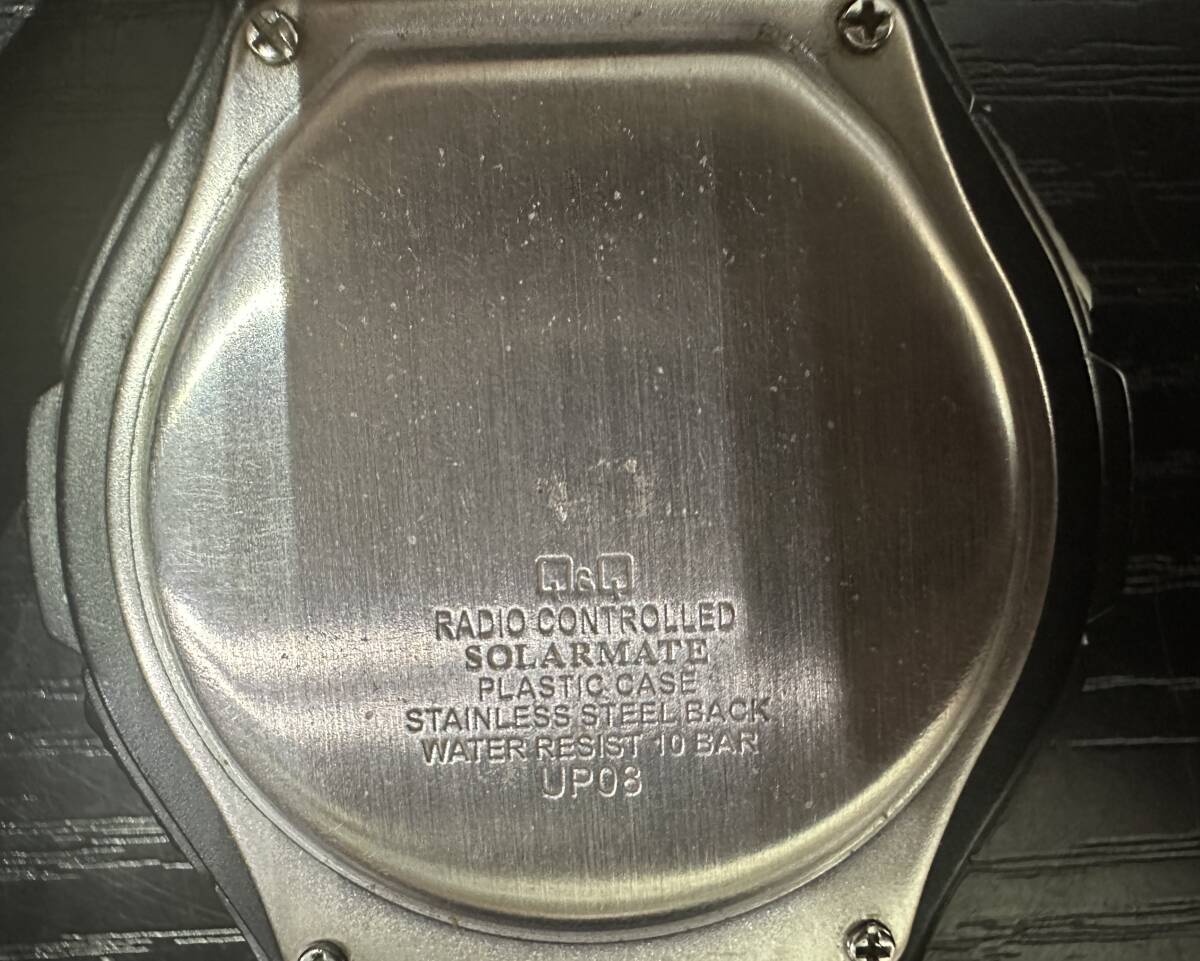 Q&Q
RADIO CONTROLLED
SOLARMATE
PLASTIC CASE
STAINLESS STEEL BACK
WATER RESIST 10 BAR
UP08